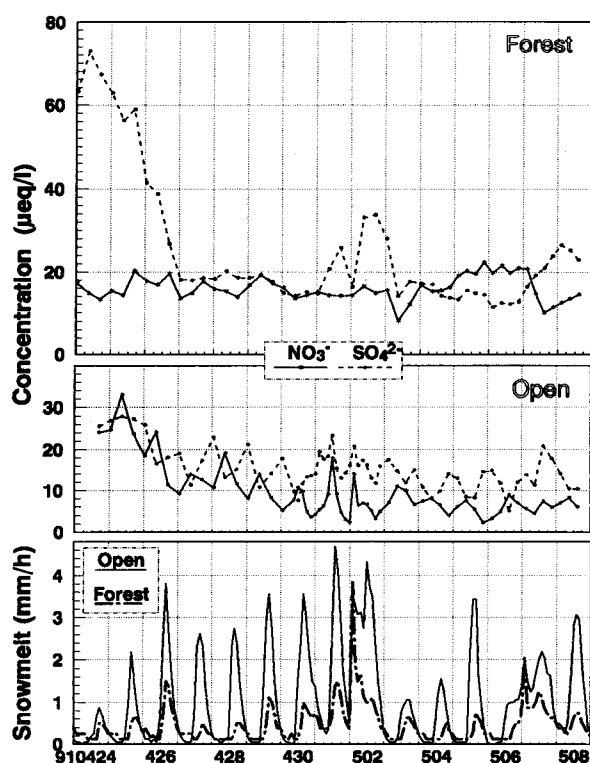 Forest
80
60
40
20
0
Concentration (µeq/l)
NO₃⁻ SO₄²⁻
Open
30
20
10
0
Snowmelt (mm/h)
Open
Forest
4
3
2
1
0
910424 426 428 430 502 504 506 508